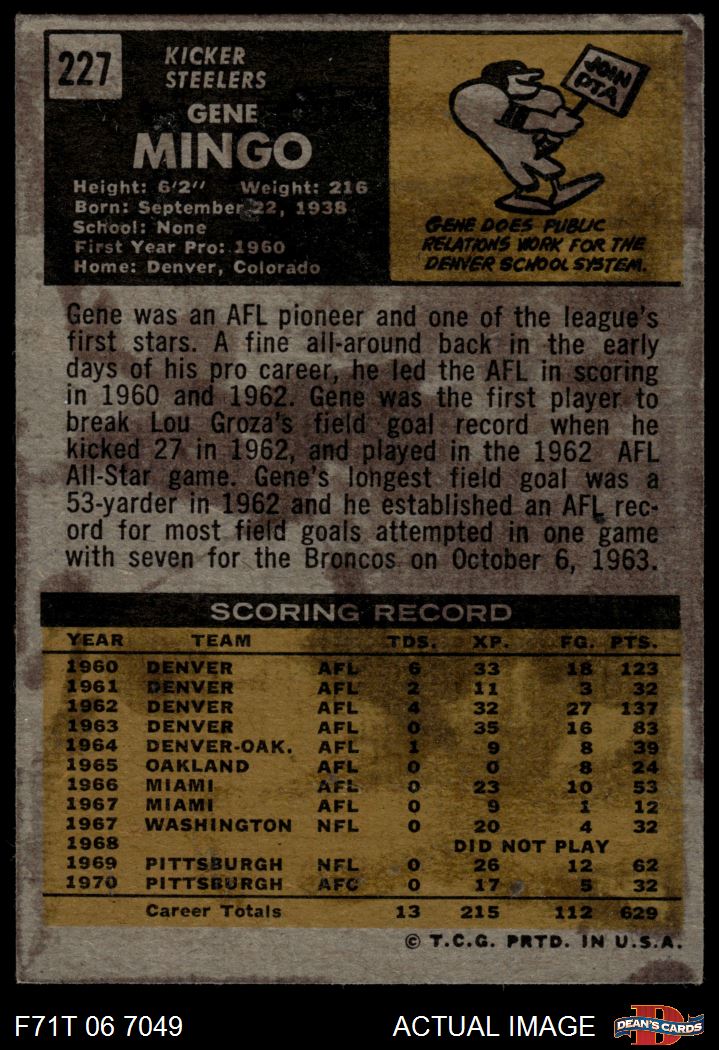 227
KICKER
STEELERS
GENE
MINGO
Height: 6'2" Weight: 216
Born: September 22, 1938
School: None
First Year Pro: 1960
Home: Denver, Colorado
JOIN
PTA
GENE DOES PUBLIC
RELATIONS WORK FOR THE
DENVER SCHOOL SYSTEM.
Gene was an AFL pioneer and one of the league's
first stars. A fine all-around back in the early
days of his pro career, he led the AFL in scoring
in 1960 and 1962. Gene was the first player to
break Lou Groza's field goal record when he
kicked 27 in 1962, and played in the 1962 AFL
All-Star game. Gene's longest field goal was a
53-yarder in 1962 and he established an AFL rec-
ord for most field goals attempted in one game
with seven for the Broncos on October 6, 1963.
SCORING RECORD
YEAR TEAM TDS. XP. FG. PTS.
1960 DENVER AFL 6 33 18 123
1961 DENVER AFL 2 11 3 32
1962 DENVER AFL 4 32 27 137
1963 DENVER AFL 0 35 16 83
1964 DENVER-OAK. AFL 1 9 8 39
1965 OAKLAND AFL 0 0 8 24
1966 MIAMI AFL 0 23 10 53
1967 MIAMI AFL 0 9 1 12
1967 WASHINGTON NFL 0 20 4 32
1968 DID NOT PLAY
1969 PITTSBURGH NFL 0 26 12 62
1970 PITTSBURGH AFC 0 17 5 32
Career Totals 13 215 112 629
© T.C.G. PRTD. IN U.S.A.
F71T 06 7049 ACTUAL IMAGE
D
DEAN'S CARDS